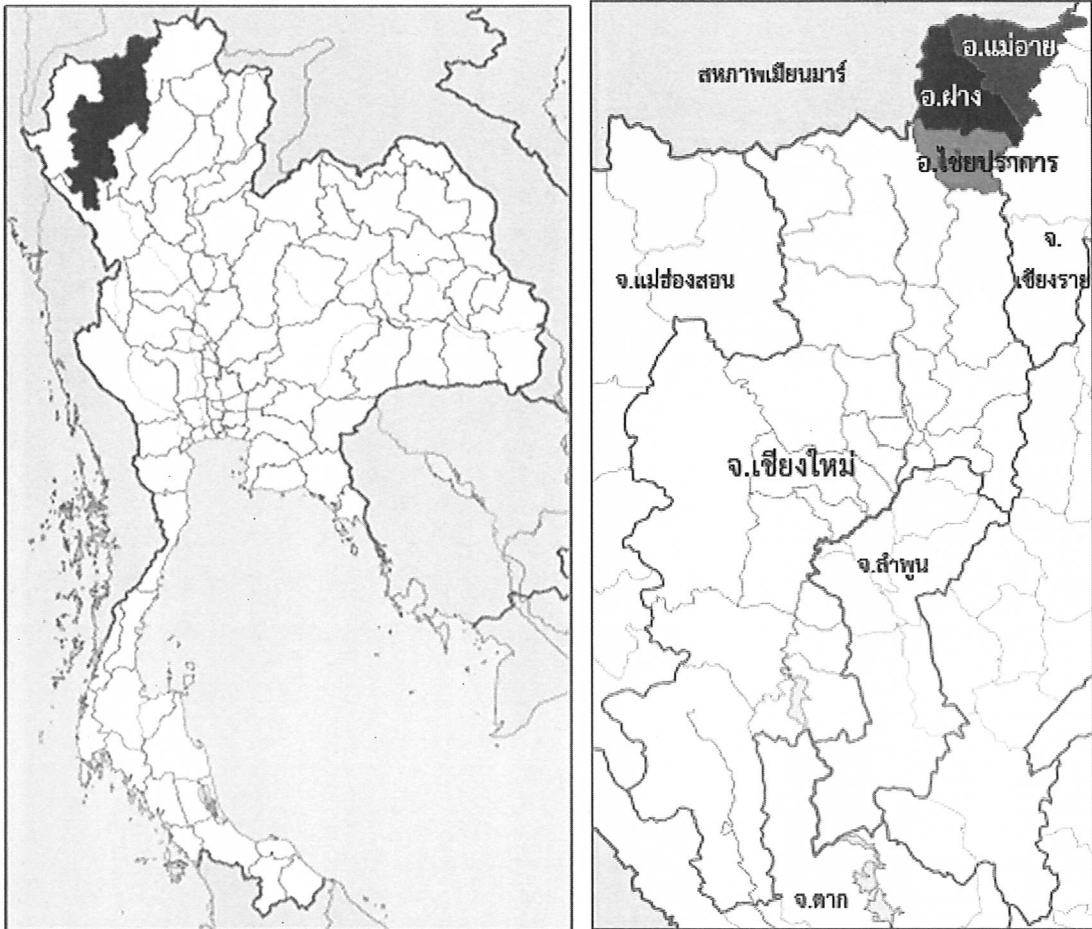 อ.แม่อาย
สหภาพเมียนมาร์
อ.ฝาง
อ.ไชยปราการ
จ.
เชียงราย
จ.แม่ฮ่องสอน
จ.เชียงใหม่
จ.ลำพูน
จ.ตาก